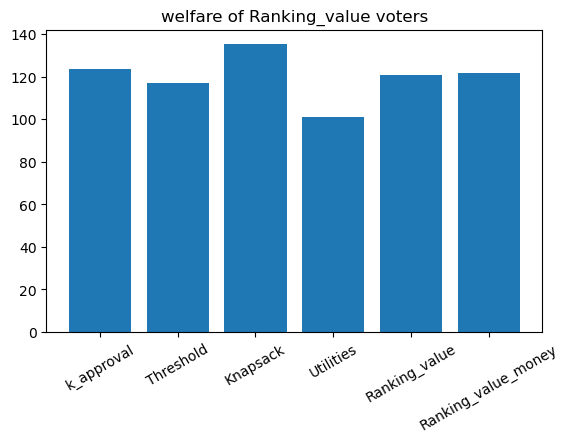 welfare of Ranking_value voters
140
120
100
80
60
40
20
0
k_approval
Threshold
Knapsack
Utilities
Ranking_value
Ranking_value_money